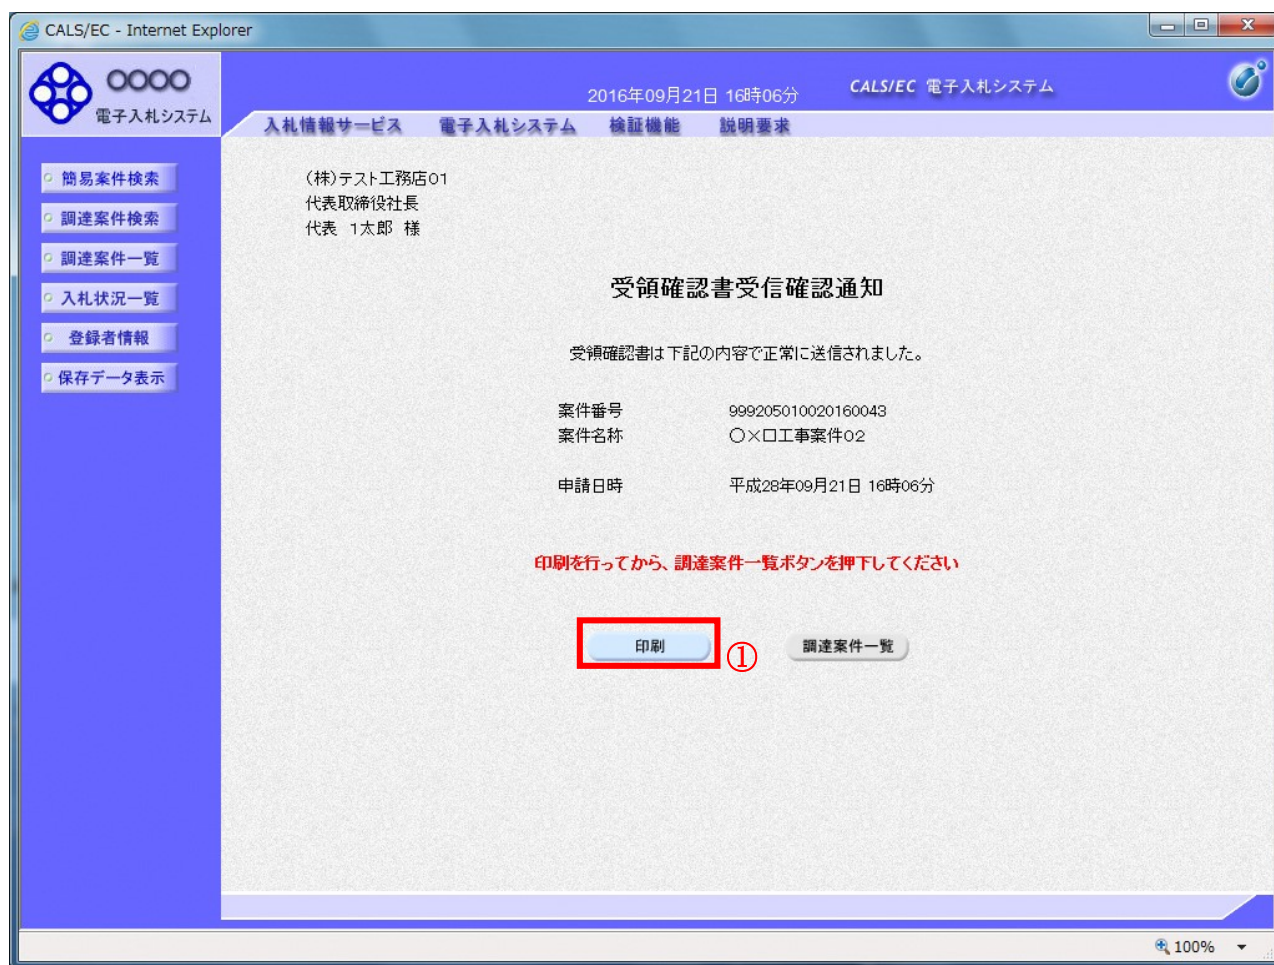 CALS/EC - Internet Explorer
○○○○
電子入札システム
2016年09月21日 16時06分
CALS/EC 電子入札システム
入札情報サービス 電子入札システム 検証機能 説明要求
簡易案件検索
調達案件検索
調達案件一覧
入札状況一覧
登録者情報
保存データ表示
(株)テスト工務店01
代表取締役社長
代表 1太郎 様
受領確認書受信確認通知
受領確認書は下記の内容で正常に送信されました。
案件番号 999205010020160043
案件名称 ○×口工事案件02
申請日時 平成28年09月21日 16時06分
印刷を行ってから、調達案件一覧ボタンを押下してください
印刷 ① 調達案件一覧
100%